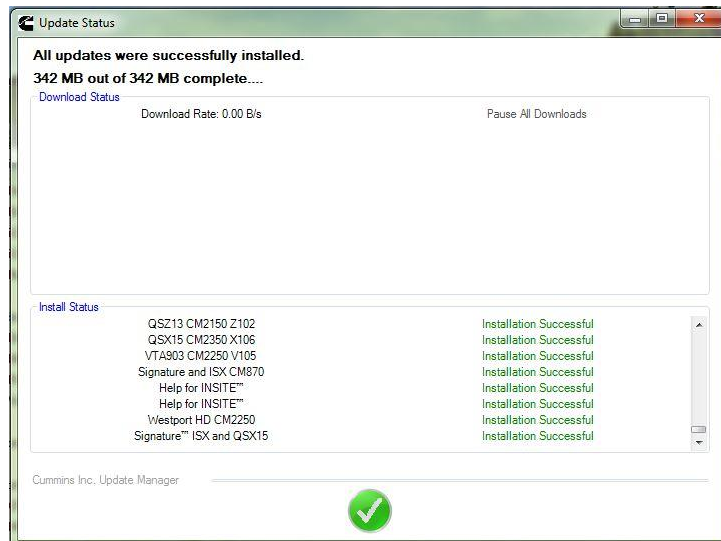 Update Status
All updates were successfully installed.
342 MB out of 342 MB complete....
Download Status
Download Rate: 0.00 B/s Pause All Downloads
Install Status
QSZ13 CM2150 Z102 Installation Successful
QSX15 CM2350 X106 Installation Successful
VTA903 CM2250 V105 Installation Successful
Signature and ISX CM870 Installation Successful
Help for INSITE™ Installation Successful
Help for INSITE™ Installation Successful
Westport HD CM2250 Installation Successful
Signature™ ISX and QSX15 Installation Successful
Cummins Inc. Update Manager